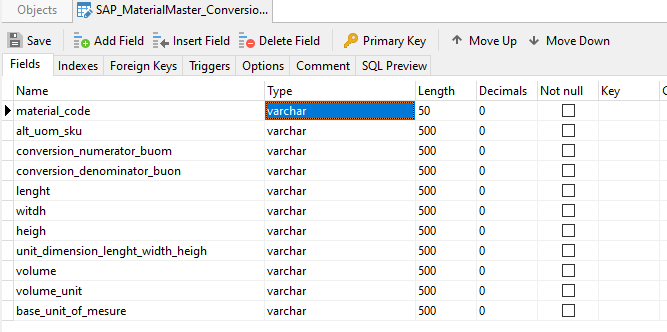 Objects SAP_MaterialMaster_Conversio...
Save Add Field Insert Field Delete Field Primary Key Move Up Move Down
Fields Indexes Foreign Keys Triggers Options Comment SQL Preview
Name Type Length Decimals Not null Key
material_code varchar 50 0
alt_uom_sku varchar 500 0
conversion_numerator_buom varchar 500 0
conversion_denominator_buon varchar 500 0
lenght varchar 500 0
witdh varchar 500 0
heigh varchar 500 0
unit_dimension_lenght_width_heigh varchar 500 0
volume varchar 500 0
volume_unit varchar 500 0
base_unit_of_mesure varchar 500 0